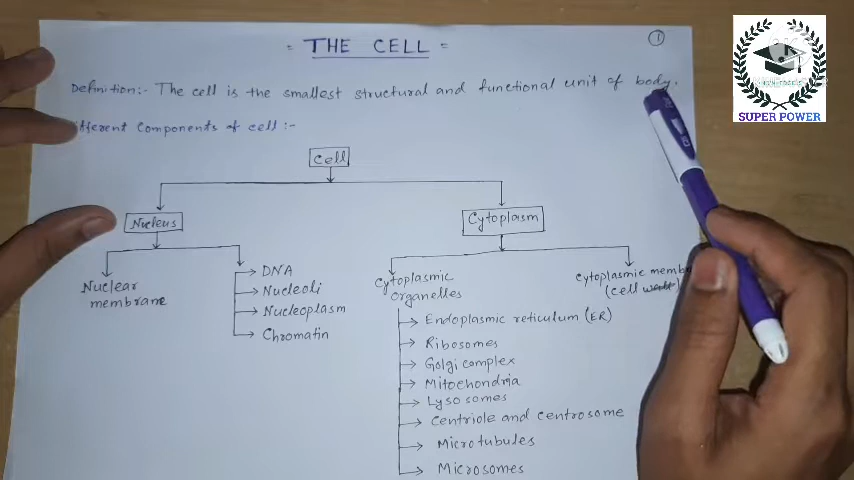 = THE CELL =
1
Definition:- The cell is the smallest structural and functional unit of body.
Components of cell :-
Cell
Nucleus
Cytoplasm
Nuclear membrane
DNA
Nucleoli
Nucleoplasm
Chromatin
Cytoplasmic organelles
Cytoplasmic
(cell
Endoplasmic reticulum (ER)
Ribosomes
Golgi complex
Mitochondria
Lysosomes
Centriole and centrosome
Microtubules
Microsomes
SUPER POWER